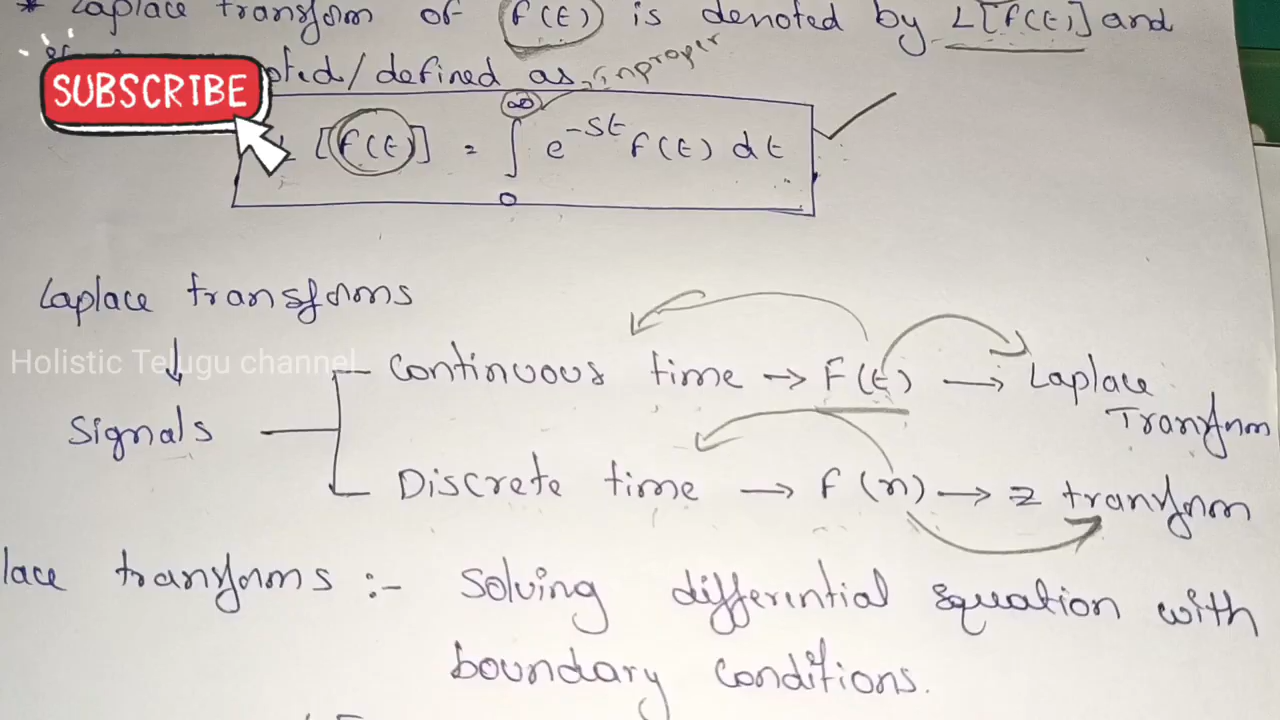 * Laplace transform of f(t) is denoted by L[f(t)] and
oted/defined as improper
SUBSCRIBE
L [f(t)] = ∫₀^∞ e^-st f(t) dt
Laplace transforms
Holistic Telugu channel
Continuous time → f(t) → Laplace Transform
Signals
Discrete time → f(n) → z transform
lace transforms :- Solving differential equation with
boundary conditions.